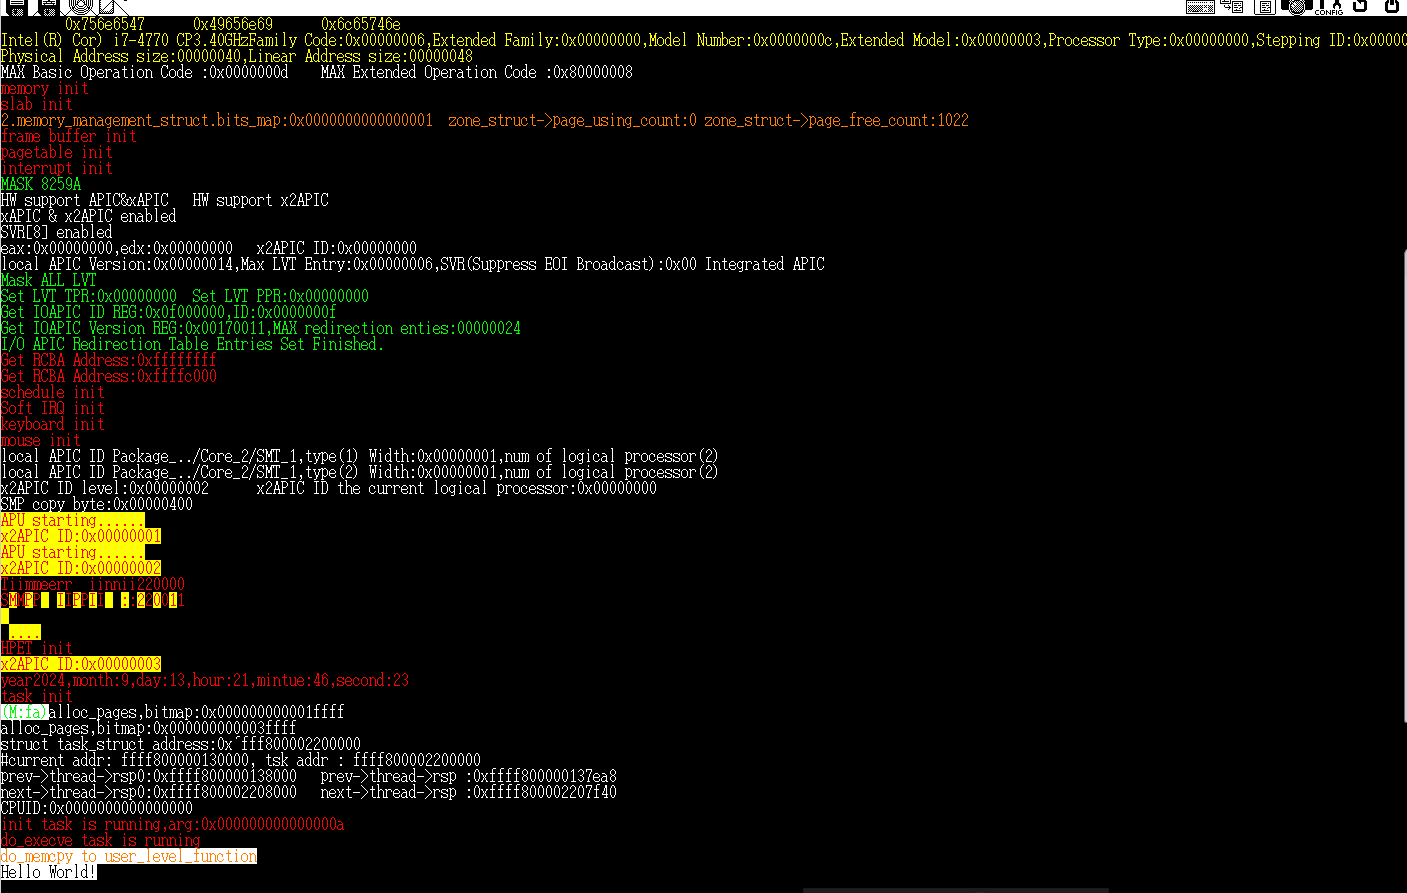 CONFIG
0x756e6547      0x49656e69      0x6c65746e
Intel(R) Cor) i7-4770 CP3.40GHzFamily Code:0x00000006,Extended Family:0x00000000,Model Number:0x0000000c,Extended Model:0x00000003,Processor Type:0x00000000,Stepping ID:0x0000
Physical Address size:00000040,Linear Address size:00000048
MAX Basic Operation Code :0x0000000d    MAX Extended Operation Code :0x80000008
memory init
slab init
2.memory_management_struct.bits_map:0x0000000000000001  zone_struct->page_using_count:0 zone_struct->page_free_count:1022
frame buffer init
pagetable init
interrupt init
MASK 8259A
HW support APIC&xAPIC   HW support x2APIC
xAPIC & x2APIC enabled
SVR[8] enabled
eax:0x00000000,edx:0x00000000   x2APIC ID:0x00000000
local APIC Version:0x00000014,Max LVT Entry:0x00000006,SVR(Suppress EOI Broadcast):0x00 Integrated APIC
Mask ALL LVT
Set LVT TPR:0x00000000  Set LVT PPR:0x00000000
Get IOAPIC ID REG:0x0f000000,ID:0x0000000f
Get IOAPIC Version REG:0x00170011,MAX redirection enties:00000024
I/O APIC Redirection Table Entries Set Finished.
Get RCBA Address:0xffffffff
Get RCBA Address:0xffffc000
schedule init
Soft IRQ init
keyboard init
mouse init
local APIC ID Package_../Core_2/SMT_1,type(1) Width:0x00000001,num of logical processor(2)
local APIC ID Package_../Core_2/SMT_1,type(2) Width:0x00000001,num of logical processor(2)
x2APIC ID level:0x00000002      x2APIC ID the current logical processor:0x00000000
SMP copy byte:0x00000400
APU starting......
x2APIC ID:0x00000001
APU starting......
x2APIC ID:0x00000002
Tiimmeerr  iinnii220000
SMMPP  IIPPII  ::220011
....
HPET init
x2APIC ID:0x00000003
year2024,month:9,day:13,hour:21,mintue:46,second:23
task init
(M:fa)alloc_pages,bitmap:0x000000000001ffff
alloc_pages,bitmap:0x000000000003ffff
struct task_struct address:0x fff800002200000
#current addr: ffff800000130000, tsk addr : ffff800002200000
prev->thread->rsp0:0xffff800000138000   prev->thread->rsp :0xffff800000137ea8
next->thread->rsp0:0xffff800002208000   next->thread->rsp :0xffff800002207f40
CPUID:0x0000000000000000
init task is running,arg:0x000000000000000a
do_execve task is running
do_memcpy to user_level_function
Hello World!